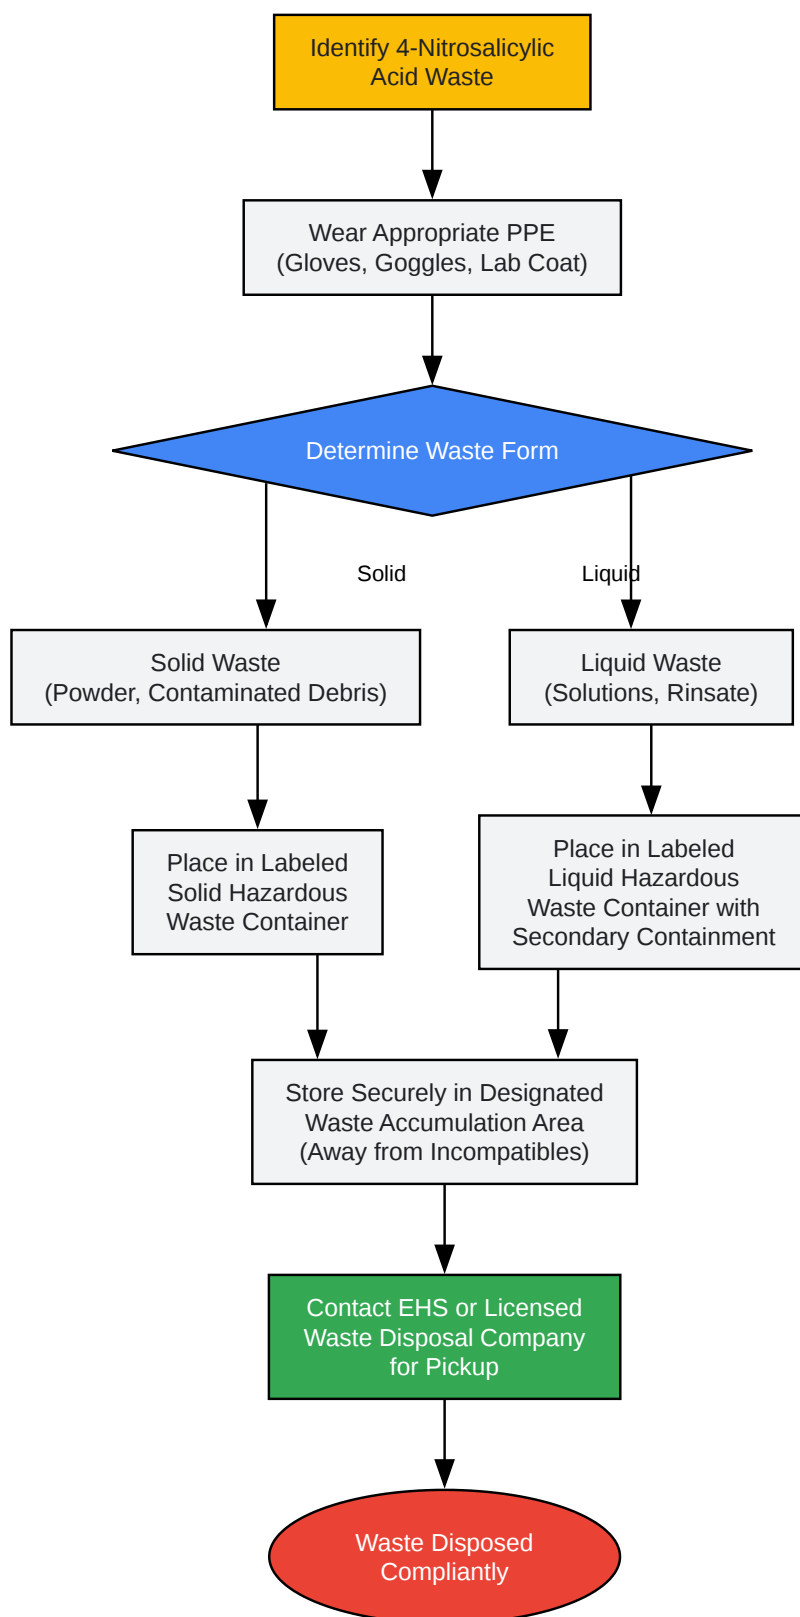 Identify 4-Nitrosalicylic
Acid Waste
Wear Appropriate PPE
(Gloves, Goggles, Lab Coat)
Determine Waste Form
Solid
Liquid
Solid Waste
(Powder, Contaminated Debris)
Liquid Waste
(Solutions, Rinsate)
Place in Labeled
Solid Hazardous
Waste Container
Place in Labeled
Liquid Hazardous
Waste Container with
Secondary Containment
Store Securely in Designated
Waste Accumulation Area
(Away from Incompatibles)
Contact EHS or Licensed
Waste Disposal Company
for Pickup
Waste Disposed
Compliantly